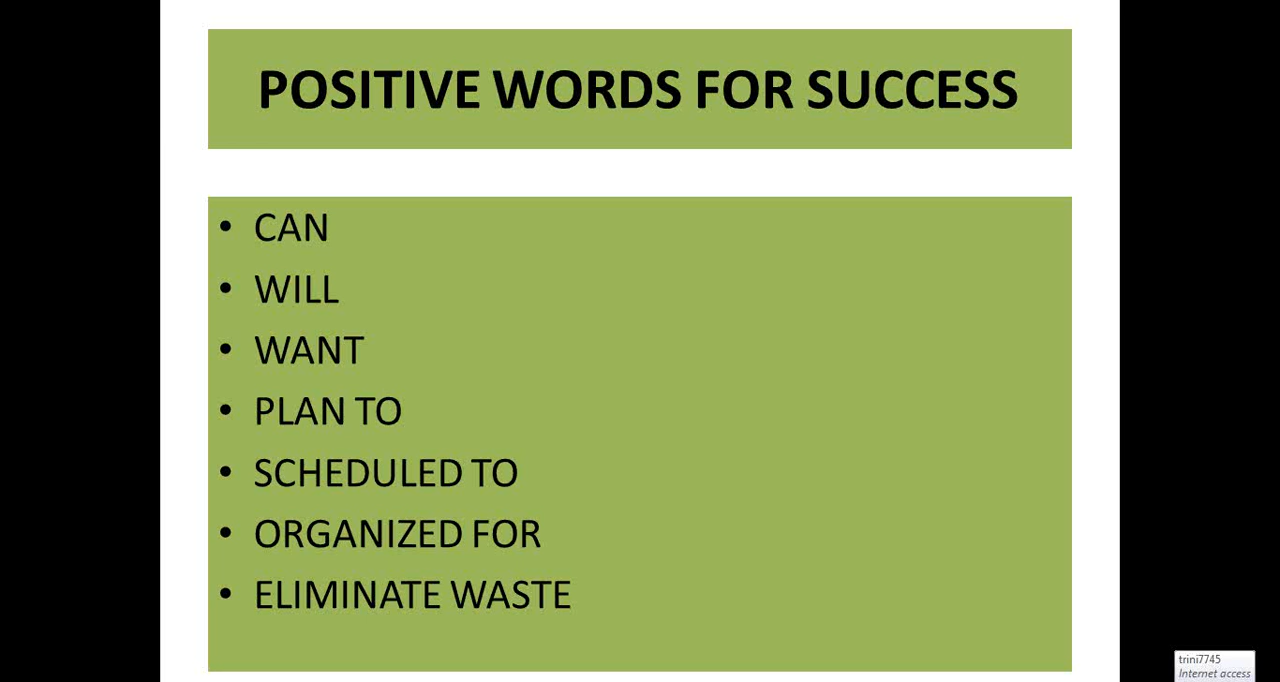 POSITIVE WORDS FOR SUCCESS
• CAN
• WILL
• WANT
• PLAN TO
• SCHEDULED TO
• ORGANIZED FOR
• ELIMINATE WASTE
trini7745
Internet access